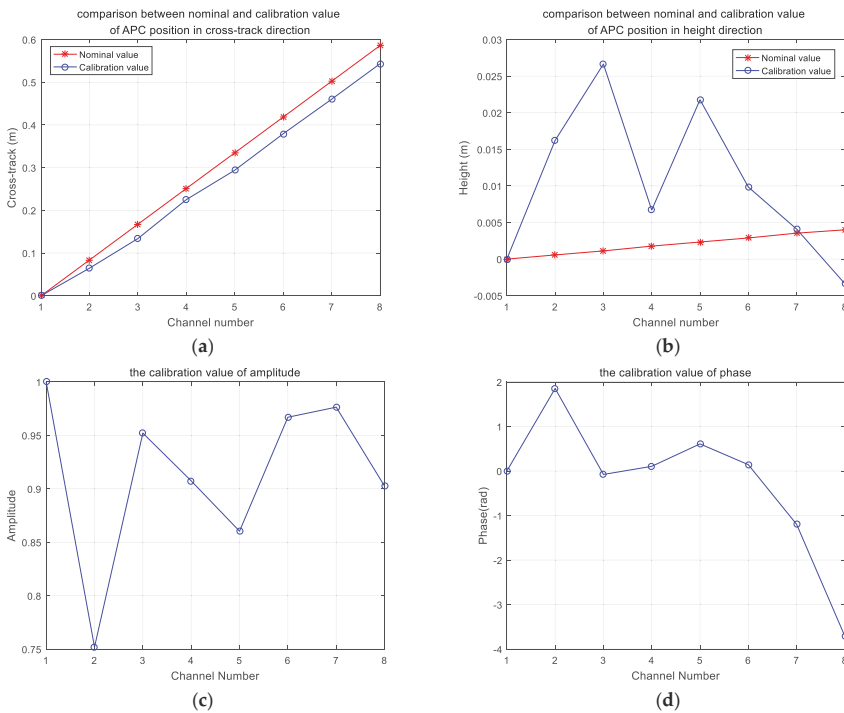 comparison between nominal and calibration value
of APC position in cross-track direction
Nominal value
Calibration value
0.6
0.5
0.4
0.3
0.2
0.1
0
Cross-track (m)
1 2 3 4 5 6 7 8
Channel number
(a)
comparison between nominal and calibration value
of APC position in height direction
Nominal value
Calibration value
0.03
0.025
0.02
0.015
0.01
0.005
0
-0.005
Height (m)
1 2 3 4 5 6 7 8
Channel number
(b)
the calibration value of amplitude
1
0.95
0.9
0.85
0.8
0.75
Amplitude
1 2 3 4 5 6 7 8
Channel Number
(c)
the calibration value of phase
2
1
0
-1
-2
-3
-4
Phase(rad)
1 2 3 4 5 6 7 8
Channel Number
(d)